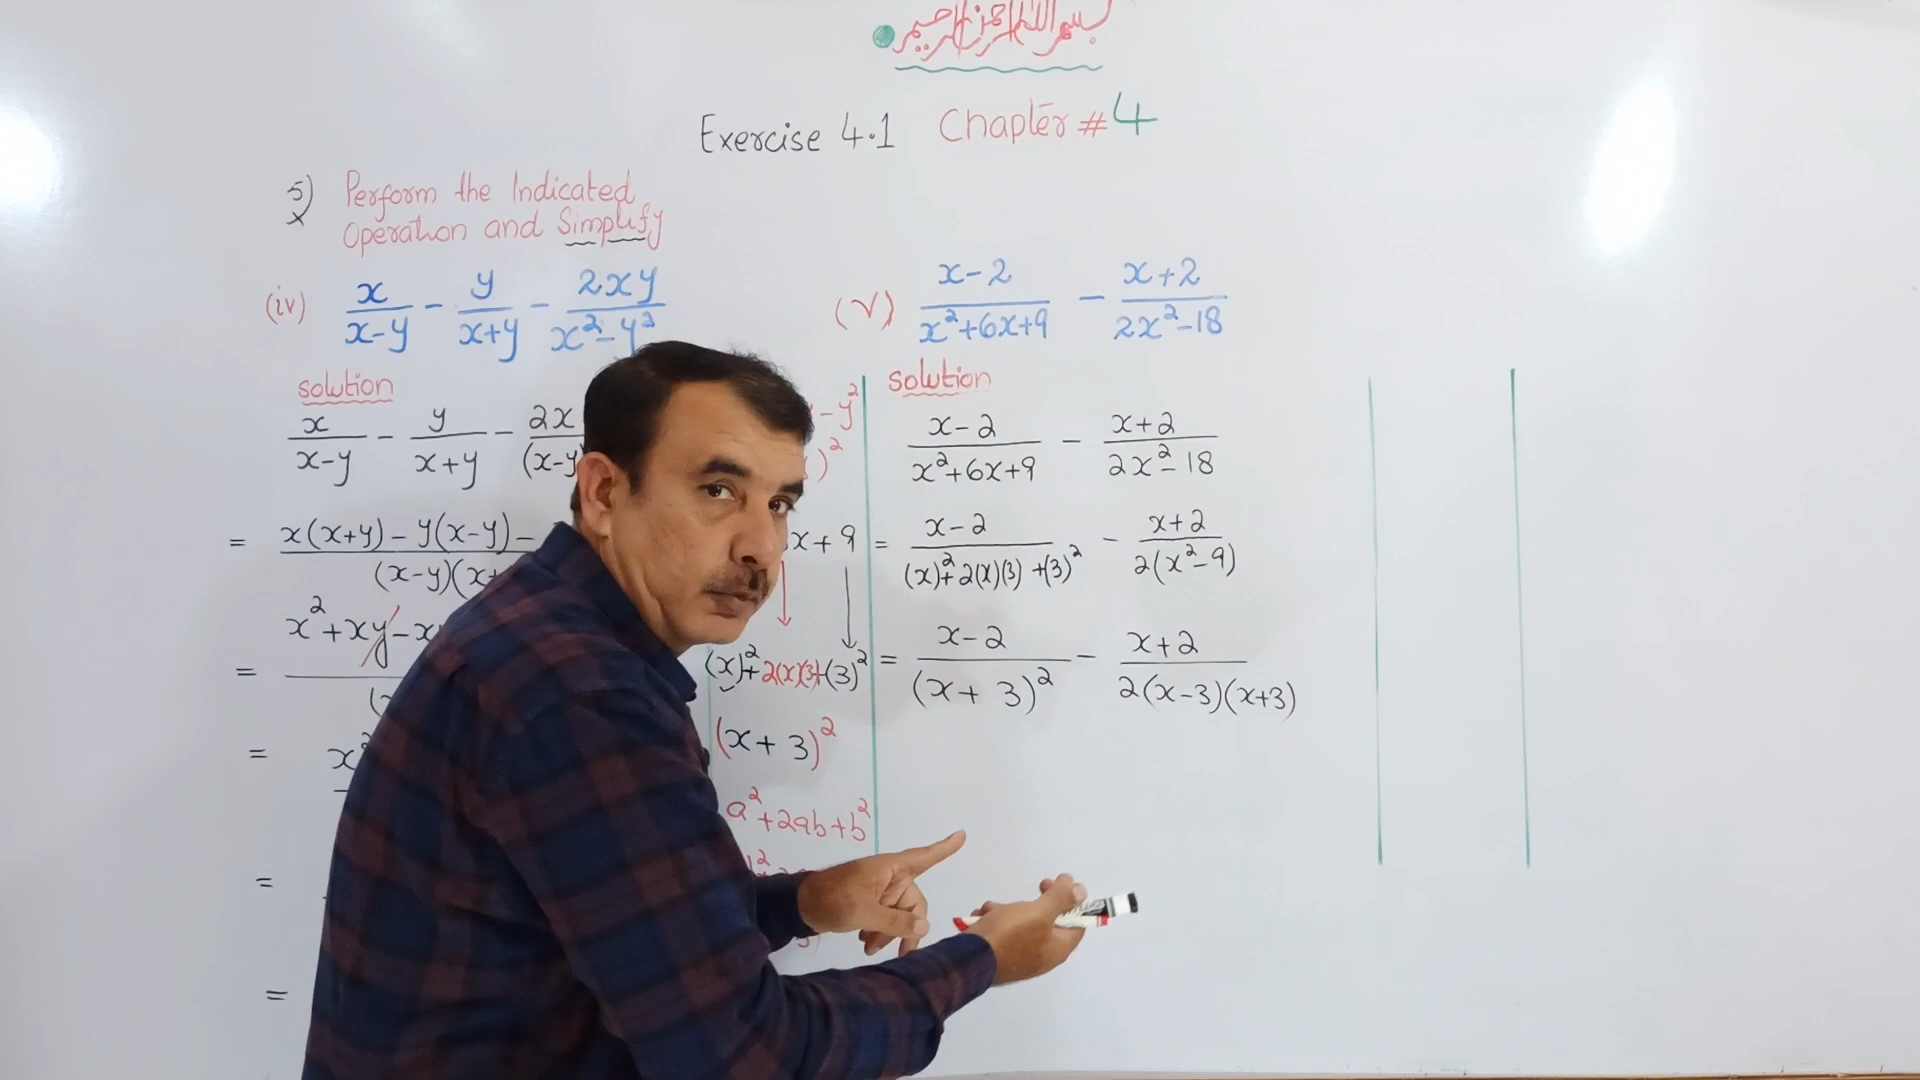 بسم الله الرحمن الرحيم
Exercise 4.1 Chapter # 4
5) Perform the Indicated
Operation and Simplify
(iv) x/(x-y) - y/(x+y) - 2xy/(x²-y²)
solution
x/(x-y) - y/(x+y) - 2x
(x-y)
= x(x+y) - y(x-y) -
(x-y)(x+
x²+xy-x
=
= x²
=
=
-y²
)²
x+9
(x)²+2(x)(3)+(3)²
(x+3)²
a²+2ab+b²
(v) (x-2)/(x²+6x+9) - (x+2)/(2x²-18)
solution
(x-2)/(x²+6x+9) - (x+2)/(2x²-18)
= (x-2)/((x)²+2(x)(3)+(3)²) - (x+2)/(2(x²-9))
= (x-2)/(x+3)² - (x+2)/(2(x-3)(x+3))